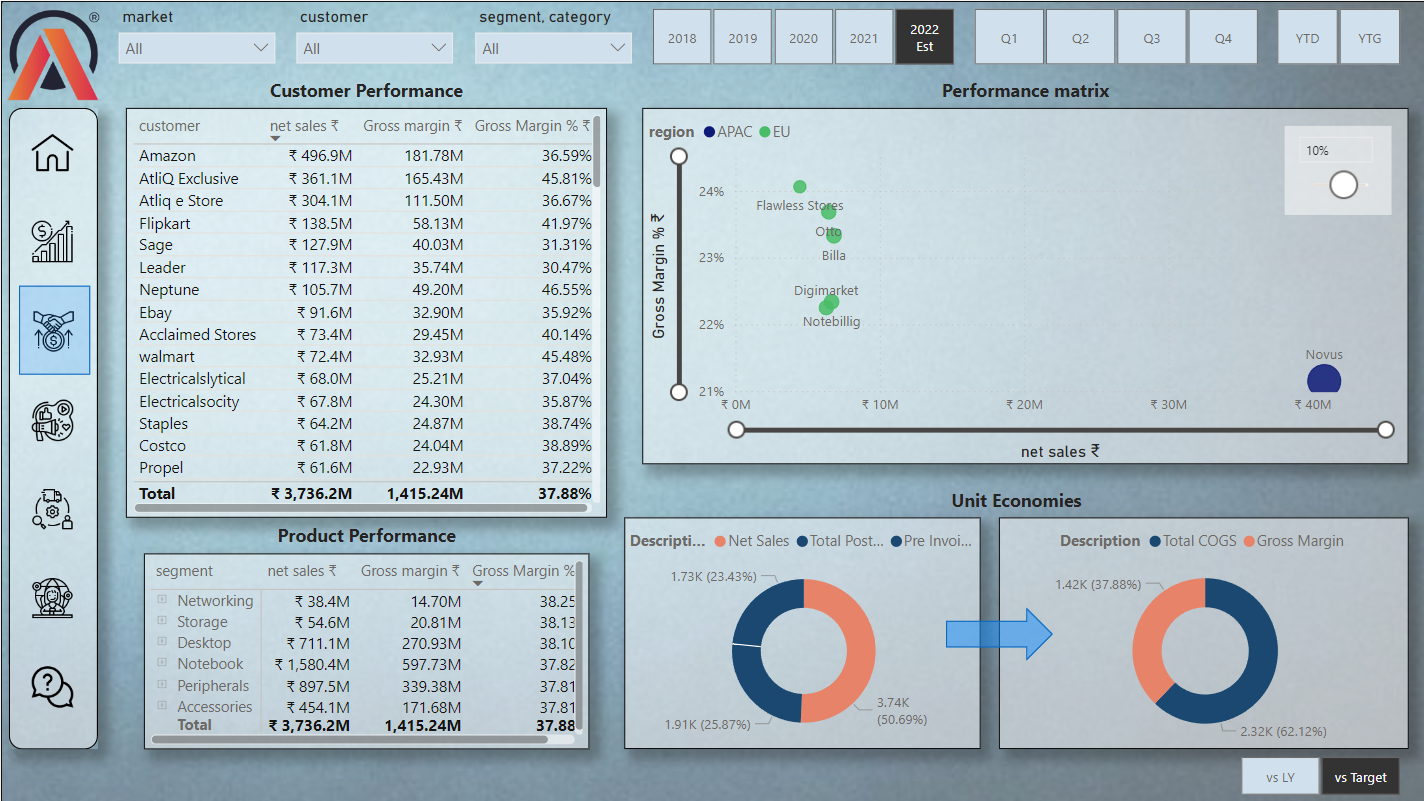 ®
market customer segment, category
All All All
2018 2019 2020 2021 2022 Est Q1 Q2 Q3 Q4 YTD YTG
Customer Performance
customer net sales ₹ Gross margin ₹ Gross Margin % ₹
Amazon ₹ 496.9M 181.78M 36.59%
AtliQ Exclusive ₹ 361.1M 165.43M 45.81%
Atliq e Store ₹ 304.1M 111.50M 36.67%
Flipkart ₹ 138.5M 58.13M 41.97%
Sage ₹ 127.9M 40.03M 31.31%
Leader ₹ 117.3M 35.74M 30.47%
Neptune ₹ 105.7M 49.20M 46.55%
Ebay ₹ 91.6M 32.90M 35.92%
Acclaimed Stores ₹ 73.4M 29.45M 40.14%
walmart ₹ 72.4M 32.93M 45.48%
Electricalslytical ₹ 68.0M 25.21M 37.04%
Electricalsocity ₹ 67.8M 24.30M 35.87%
Staples ₹ 64.2M 24.87M 38.74%
Costco ₹ 61.8M 24.04M 38.89%
Propel ₹ 61.6M 22.93M 37.22%
Total ₹ 3,736.2M 1,415.24M 37.88%
Performance matrix
region APAC EU
10%
Gross Margin % ₹
24%
23%
22%
21%
Flawless Stores
Otto
Billa
Digimarket
Notebillig
Novus
₹ 0M ₹ 10M ₹ 20M ₹ 30M ₹ 40M
net sales ₹
Product Performance
segment net sales ₹ Gross margin ₹ Gross Margin %
Networking ₹ 38.4M 14.70M 38.25
Storage ₹ 54.6M 20.81M 38.13
Desktop ₹ 711.1M 270.93M 38.10
Notebook ₹ 1,580.4M 597.73M 37.82
Peripherals ₹ 897.5M 339.38M 37.81
Accessories ₹ 454.1M 171.68M 37.81
Total ₹ 3,736.2M 1,415.24M 37.88
Unit Economies
Descripti... Net Sales Total Post... Pre Invoi...
1.73K (23.43%)
1.91K (25.87%)
3.74K
(50.69%)
Description Total COGS Gross Margin
1.42K (37.88%)
2.32K (62.12%)
vs LY vs Target